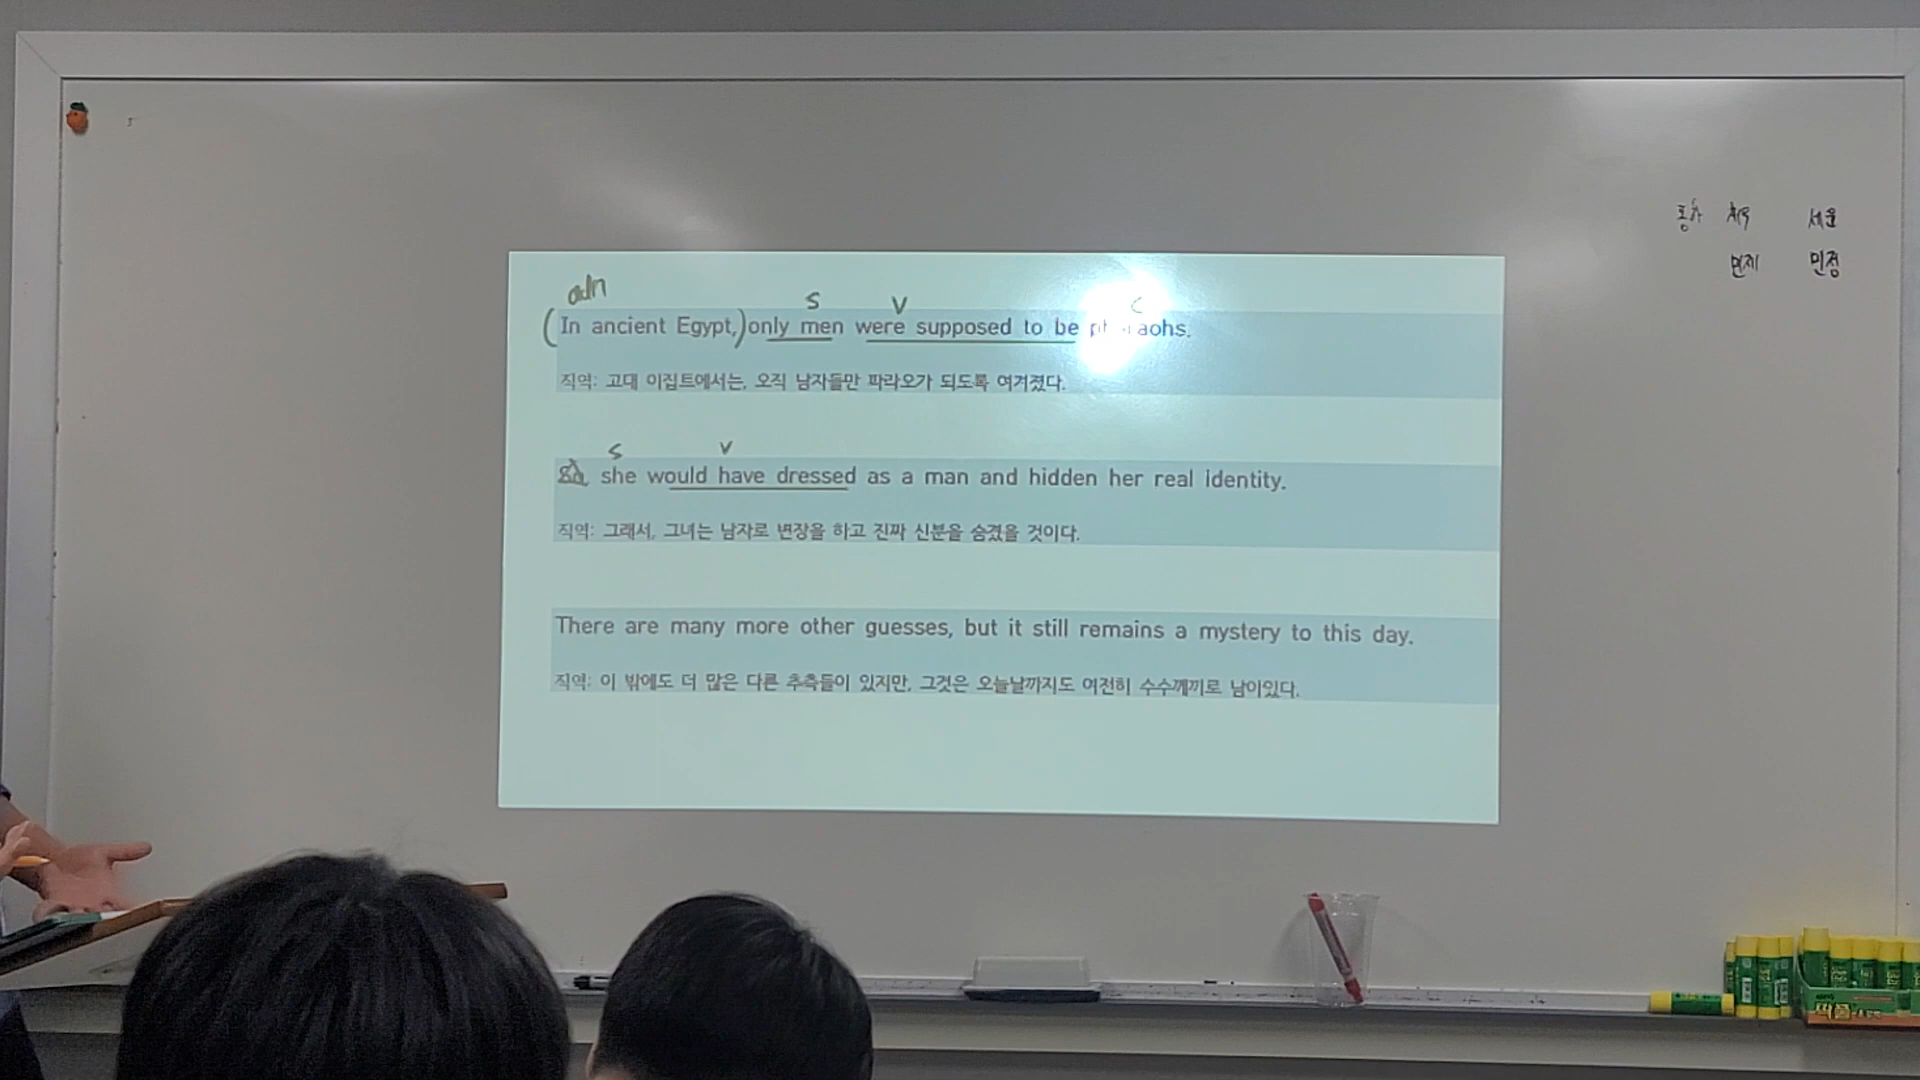 S V C
(In ancient Egypt,) only men were supposed to be
직역: 고대 이집트에서는, 오직 남자들만 파라오가 되도록 여겨졌다.
S V
So, she would have dressed as a man and hidden her real identity.
직역: 그래서, 그녀는 남자로 변장을 하고 진짜 신분을 숨겼을 것이다.
There are many more other guesses, but it still remains a mystery to this day.
직역: 이 밖에도 더 많은 다른 추측들이 있지만, 그것은 오늘날까지도 여전히 수수께끼로 남아있다.
세윤
민제 민정
딱풀